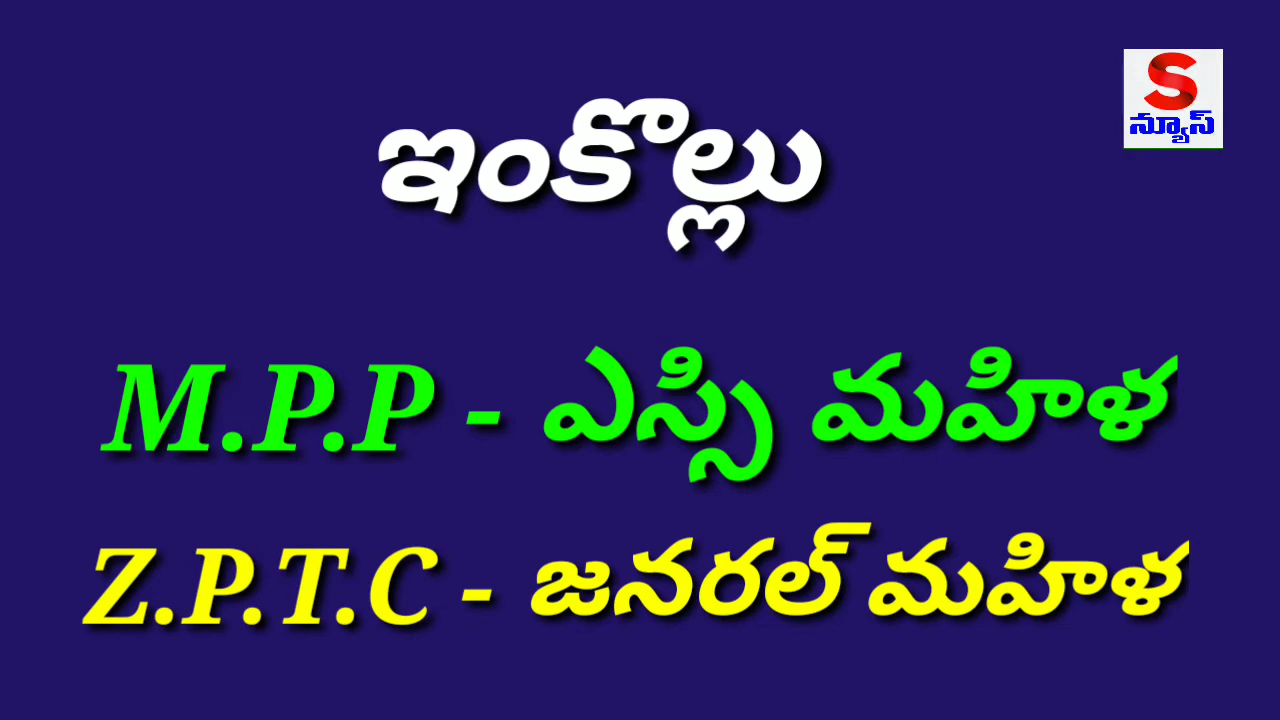 S
న్యూస్
ఇంకొల్లు
M.P.P - ఎస్సి మహిళ
Z.P.T.C - జనరల్ మహిళ